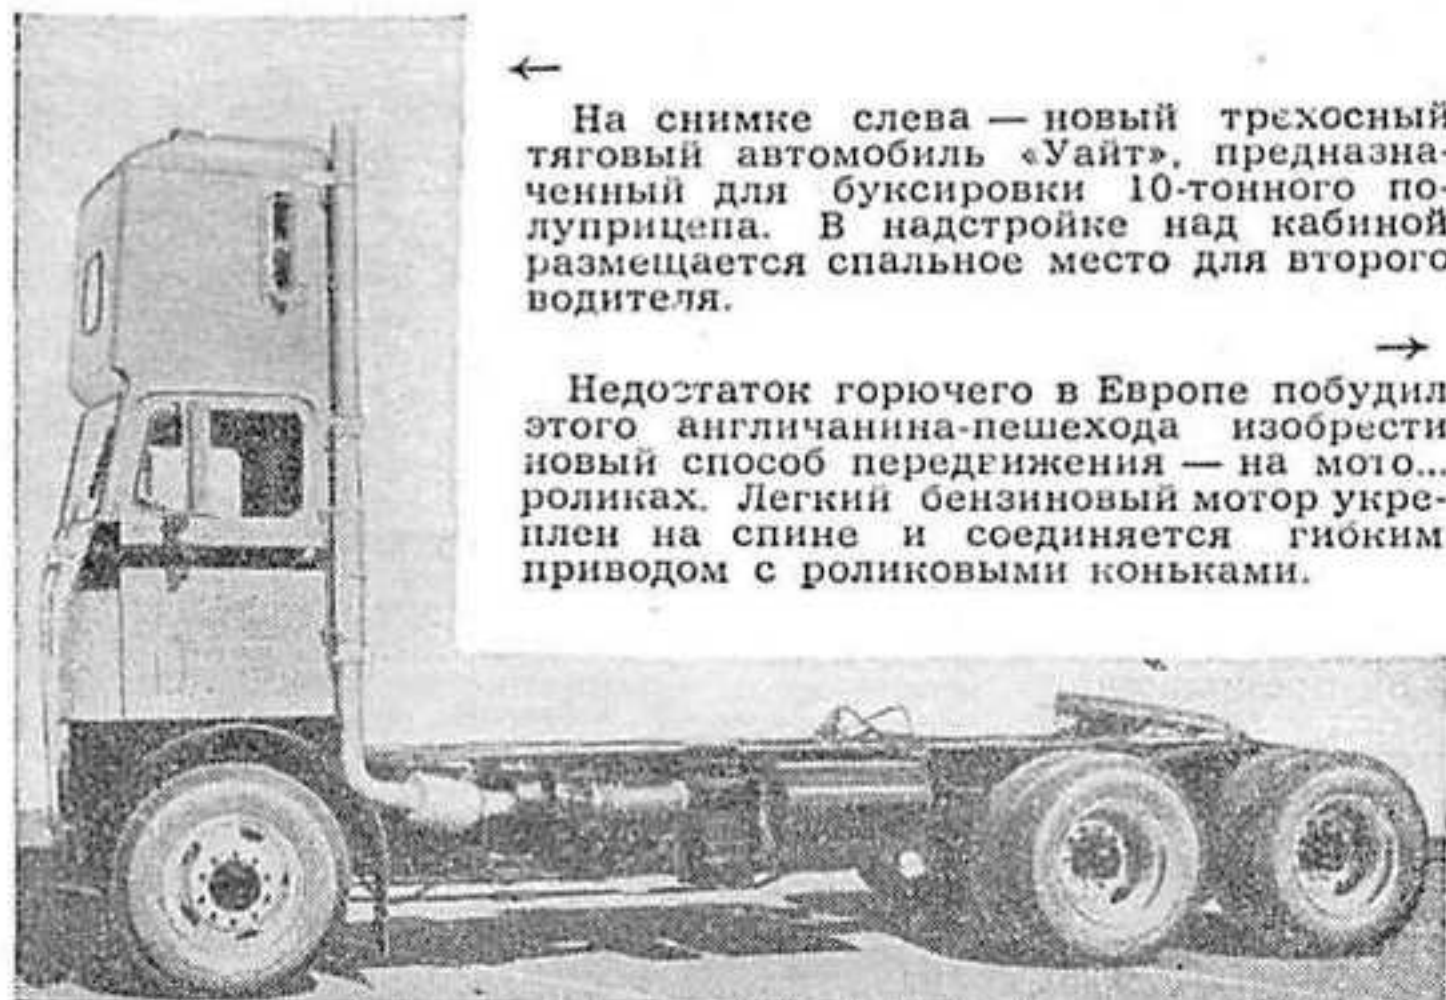 ←
На снимке слева — новый трехосный
тяговый автомобиль «Уайт», предназна-
ченный для буксировки 10-тонного по-
луприцепа. В надстройке над кабиной
размещается спальное место для второго
водителя.
→
Недостаток горючего в Европе побудил
этого англичанина-пешехода изобрести
новый способ передвижения — на мото...
роликах. Легкий бензиновый мотор укре-
плен на спине и соединяется гибким
приводом с роликовыми коньками.